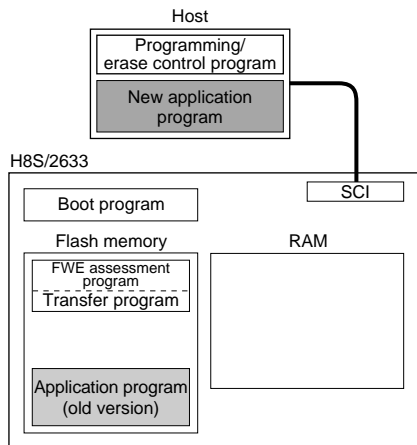 Host
Programming/
erase control program
New application
program
H8S/2633
SCI
Boot program
Flash memory
RAM
FWE assessment
program
Transfer program
Application program
(old version)